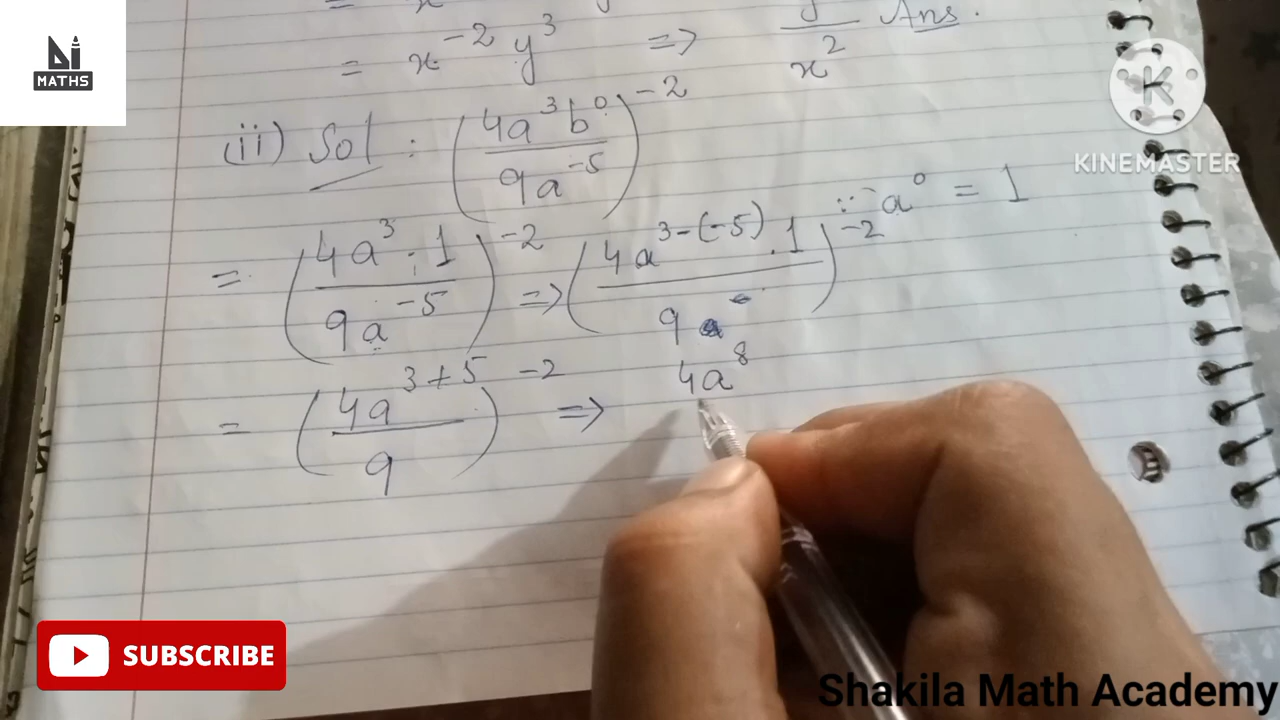 = x
= x⁻² y³ => y / x² Ans.
MATHS
K
KINEMASTER
(ii) Sol : (4a³b⁰ / 9a⁻⁵)⁻²
∵ a⁰ = 1
= (4a³ . 1 / 9a⁻⁵)⁻² => (4a³⁻⁽⁻⁵⁾ . 1 / 9)⁻²
= (4a³⁺⁵ / 9)⁻² => 4a⁸
SUBSCRIBE
Shakila Math Academy